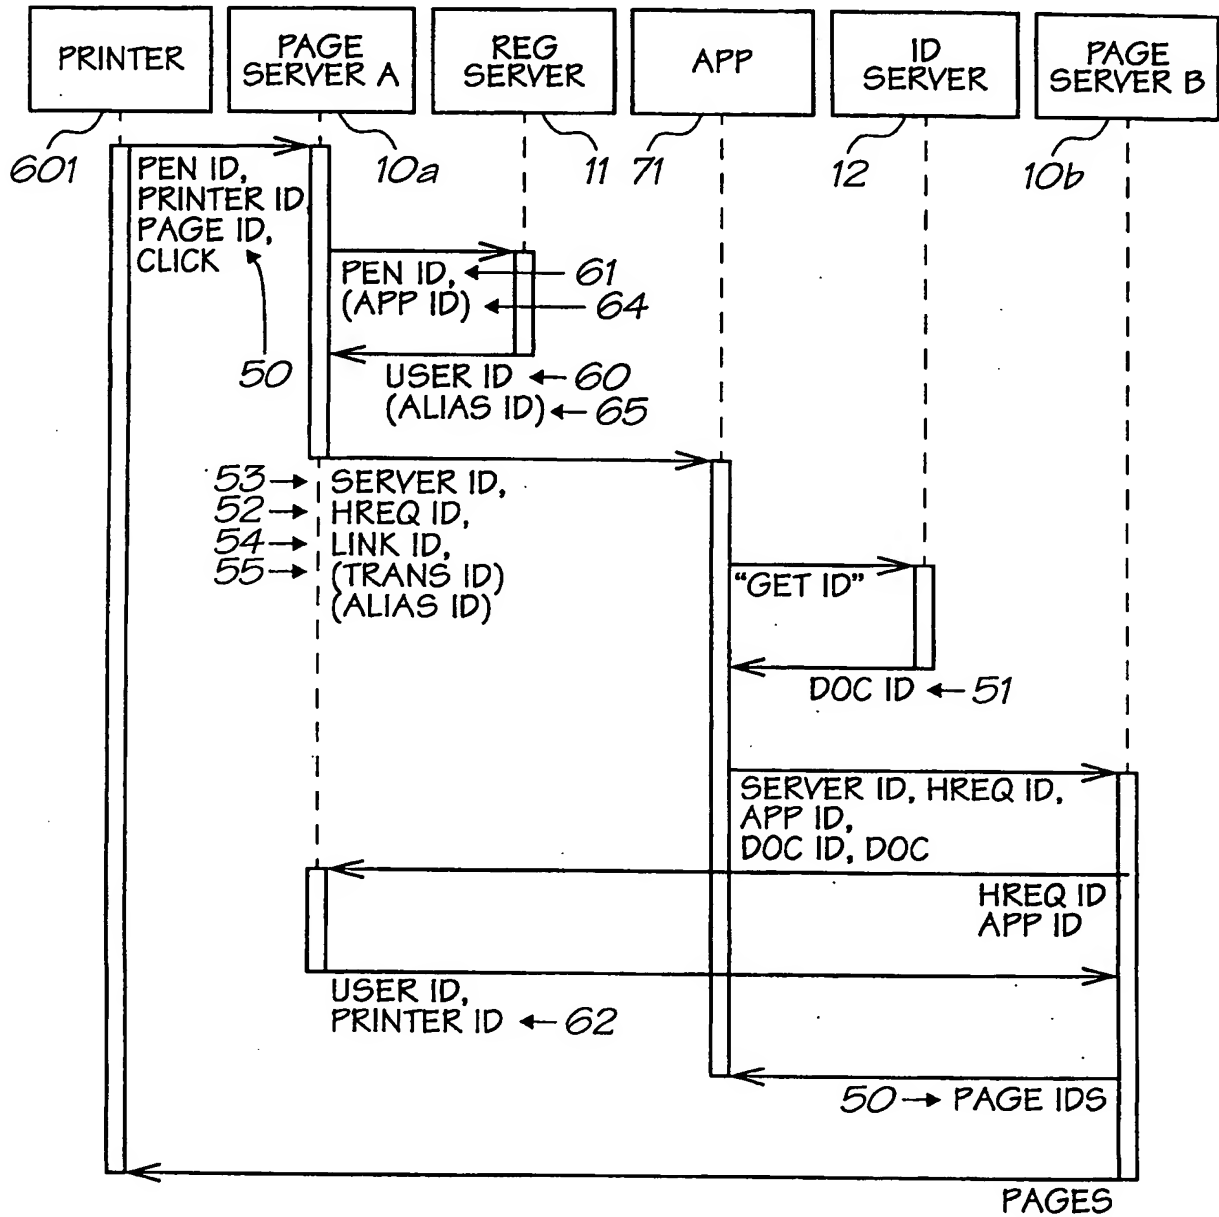 PRINTER
PAGE
SERVER A
REG
SERVER
APP
ID
SERVER
PAGE
SERVER B
601
10a
11
71
12
10b
PEN ID,
PRINTER ID
PAGE ID,
CLICK
50
PEN ID,
61
(APP ID)
64
USER ID
60
(ALIAS ID)
65
53
SERVER ID,
52
HREQ ID,
54
LINK ID,
55
(TRANS ID)
(ALIAS ID)
"GET ID"
DOC ID
51
SERVER ID, HREQ ID,
APP ID,
DOC ID, DOC
HREQ ID
APP ID
USER ID,
PRINTER ID
62
50
PAGE IDS
PAGES